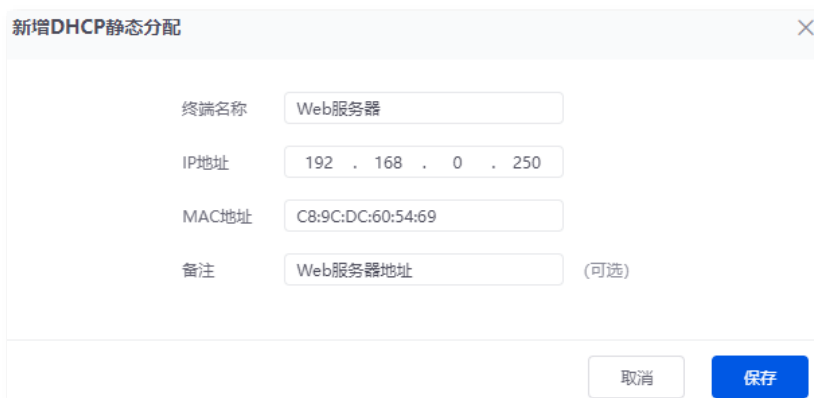 新增DHCP静态分配
终端名称 Web服务器
IP地址 192 . 168 . 0 . 250
MAC地址 C8:9C:DC:60:54:69
备注 Web服务器地址 (可选)
取消 保存